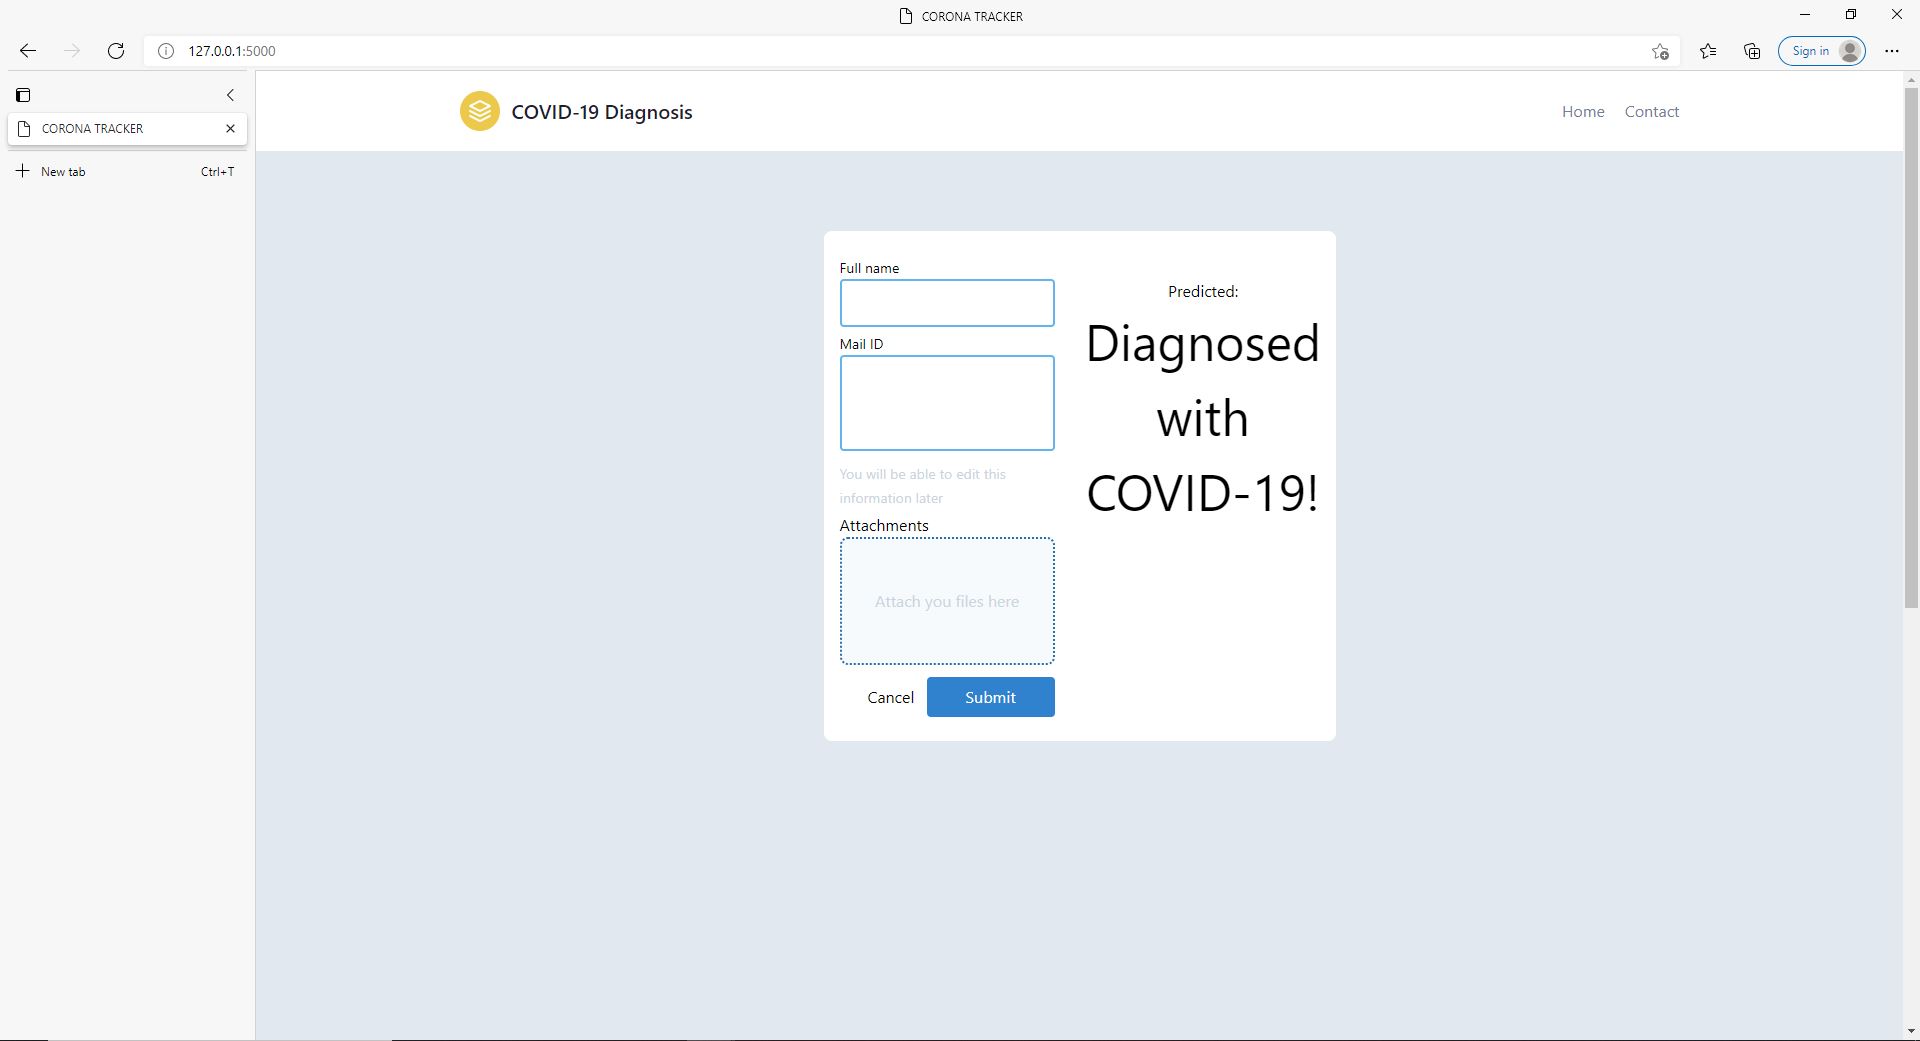 CORONA TRACKER
127.0.0.1:5000
Sign in
CORONA TRACKER
New tab Ctrl+T
COVID-19 Diagnosis
Home Contact
Full name
Mail ID
You will be able to edit this
information later
Attachments
Attach you files here
Cancel Submit
Predicted:
Diagnosed
with
COVID-19!